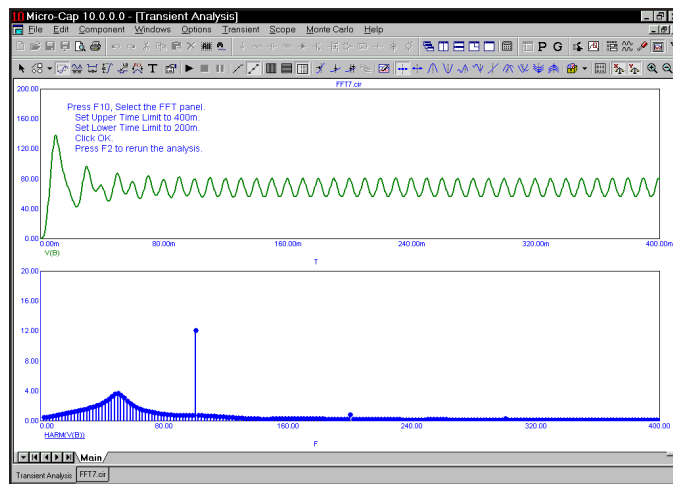 10 Micro-Cap 10.0.0.0 - [Transient Analysis]
File Edit Component Windows Options Transient Scope Monte Carlo Help
FFT7.cir
200.00
160.00
120.00
80.00
40.00
0.00
Press F10, Select the FFT panel.
Set Upper Time Limit to 400m.
Set Lower Time Limit to 200m.
Click OK.
Press F2 to rerun the analysis.
0.00m 80.00m 160.00m 240.00m 320.00m 400.00m
V(B)
T
20.00
16.00
12.00
8.00
4.00
0.00
0.00 80.00 160.00 240.00 320.00 400.00
HARM(V(B))
F
Main
Transient Analysis FFT7.cir